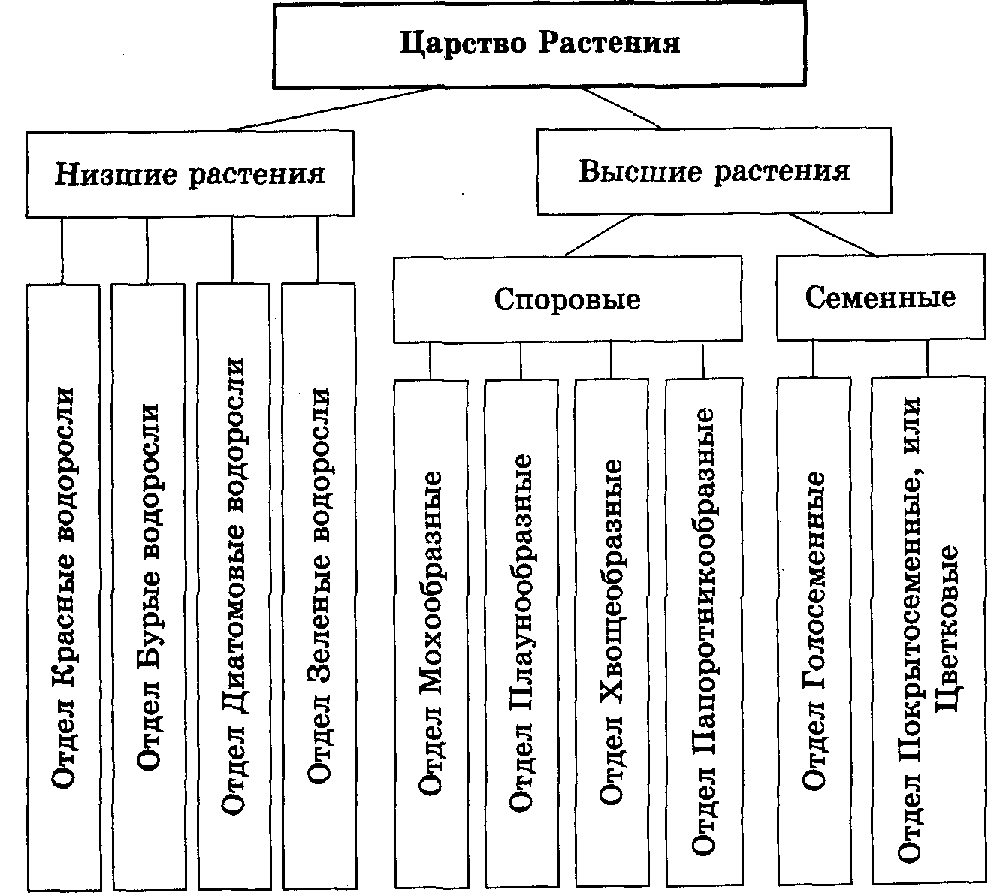 Царство Растения
Низшие растения
Высшие растения
Споровые
Семенные
Отдел Красные водоросли
Отдел Бурые водоросли
Отдел Диатомовые водоросли
Отдел Зеленые водоросли
Отдел Мохообразные
Отдел Плаунообразные
Отдел Хвощеобразные
Отдел Папоротникообразные
Отдел Голосеменные
Отдел Покрытосеменные, или
Цветковые